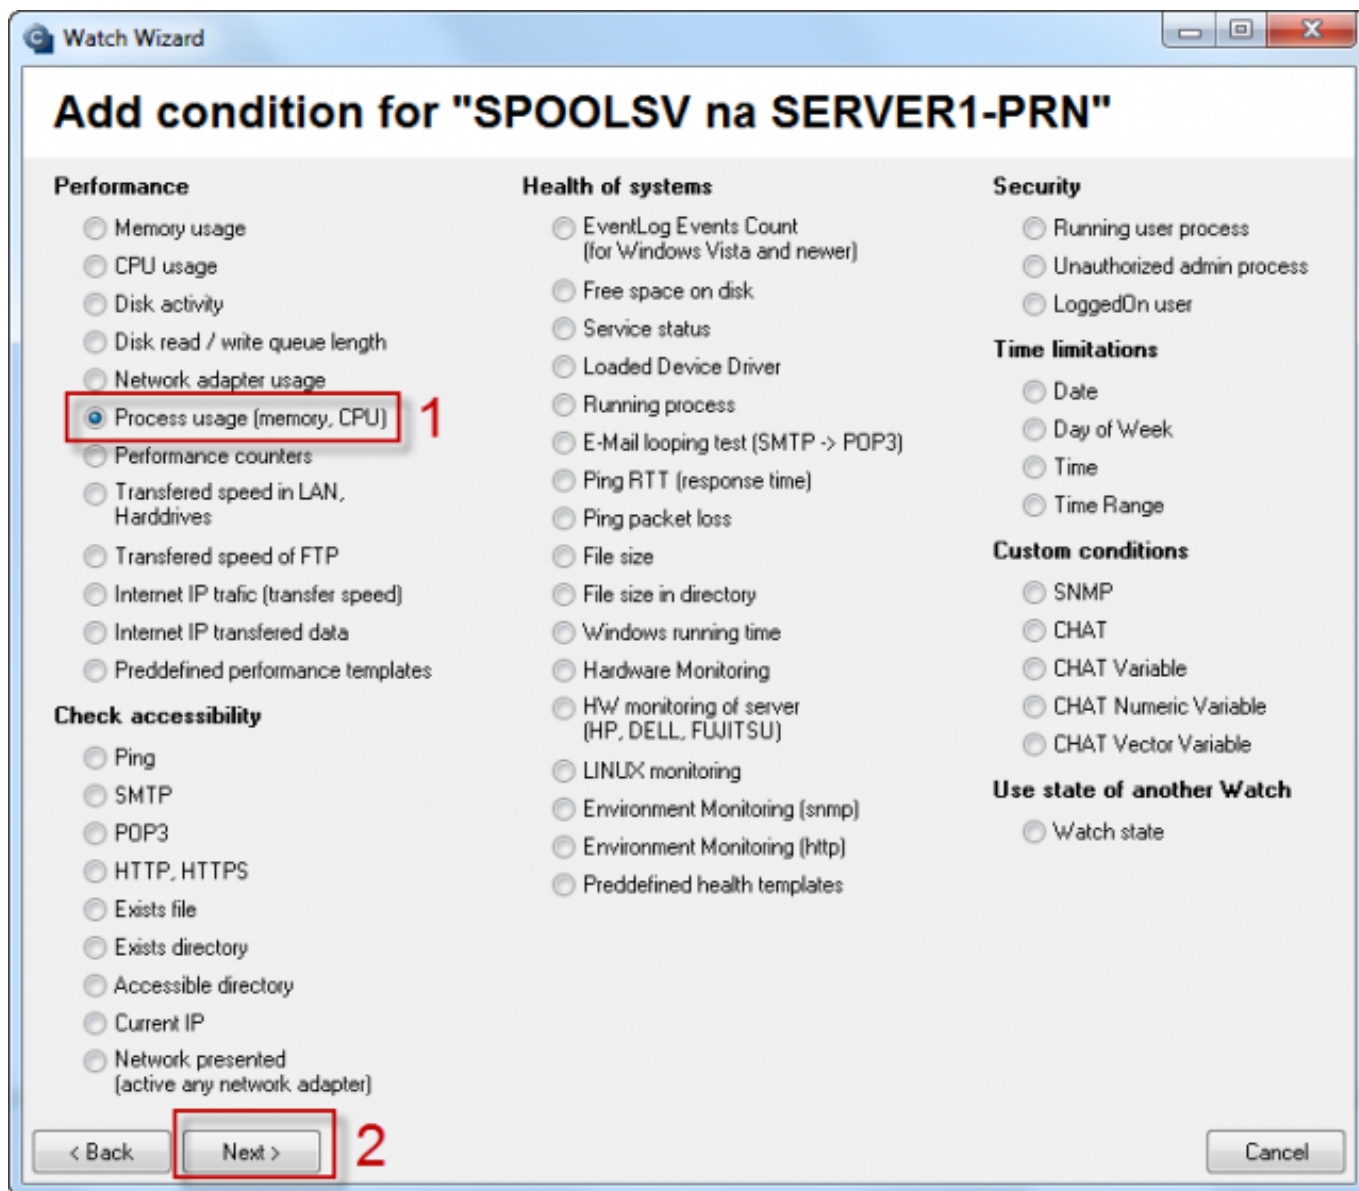 Watch Wizard
Add condition for "SPOOLSV na SERVER1-PRN"
Performance
Memory usage
CPU usage
Disk activity
Disk read / write queue length
Network adapter usage
Process usage (memory, CPU)
1
Performance counters
Transfered speed in LAN,
Harddrives
Transfered speed of FTP
Internet IP trafic (transfer speed)
Internet IP transfered data
Preddefined performance templates
Check accessibility
Ping
SMTP
POP3
HTTP, HTTPS
Exists file
Exists directory
Accessible directory
Current IP
Network presented
(active any network adapter)
Health of systems
EventLog Events Count
(for Windows Vista and newer)
Free space on disk
Service status
Loaded Device Driver
Running process
E-Mail looping test (SMTP -> POP3)
Ping RTT (response time)
Ping packet loss
File size
File size in directory
Windows running time
Hardware Monitoring
HW monitoring of server
(HP, DELL, FUJITSU)
LINUX monitoring
Environment Monitoring (snmp)
Environment Monitoring (http)
Preddefined health templates
Security
Running user process
Unauthorized admin process
LoggedOn user
Time limitations
Date
Day of Week
Time
Time Range
Custom conditions
SNMP
CHAT
CHAT Variable
CHAT Numeric Variable
CHAT Vector Variable
Use state of another Watch
Watch state
< Back
Next >
2
Cancel